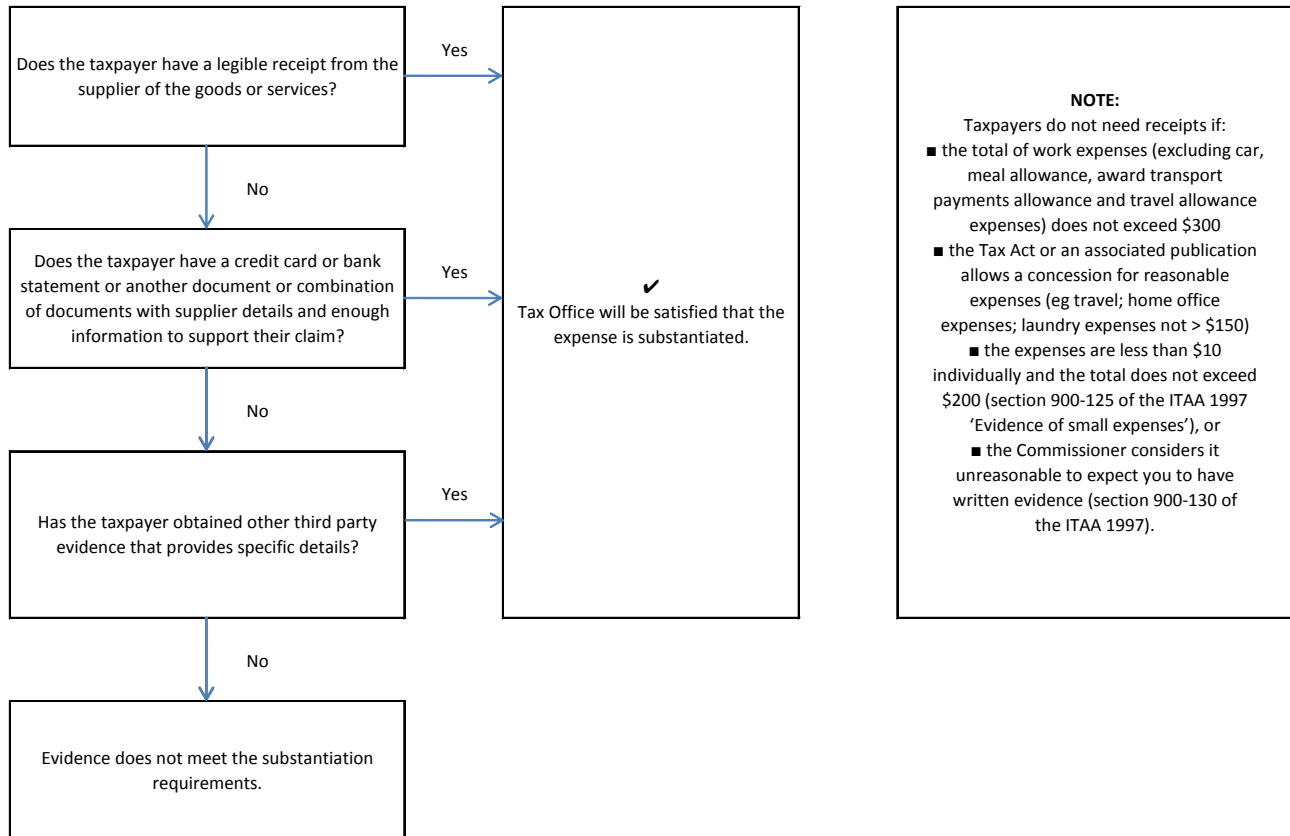 Does the taxpayer have a legible receipt from the
supplier of the goods or services?
Yes
No
Does the taxpayer have a credit card or bank
statement or another document or combination
of documents with supplier details and enough
information to support their claim?
Yes
No
Has the taxpayer obtained other third party
evidence that provides specific details?
Yes
No
Evidence does not meet the substantiation
requirements.
✔
Tax Office will be satisfied that the
expense is substantiated.
NOTE:
Taxpayers do not need receipts if:
■ the total of work expenses (excluding car,
meal allowance, award transport
payments allowance and travel allowance
expenses) does not exceed $300
■ the Tax Act or an associated publication
allows a concession for reasonable
expenses (eg travel; home office
expenses; laundry expenses not > $150)
■ the expenses are less than $10
individually and the total does not exceed
$200 (section 900-125 of the ITAA 1997
‘Evidence of small expenses’), or
■ the Commissioner considers it
unreasonable to expect you to have
written evidence (section 900-130 of
the ITAA 1997).